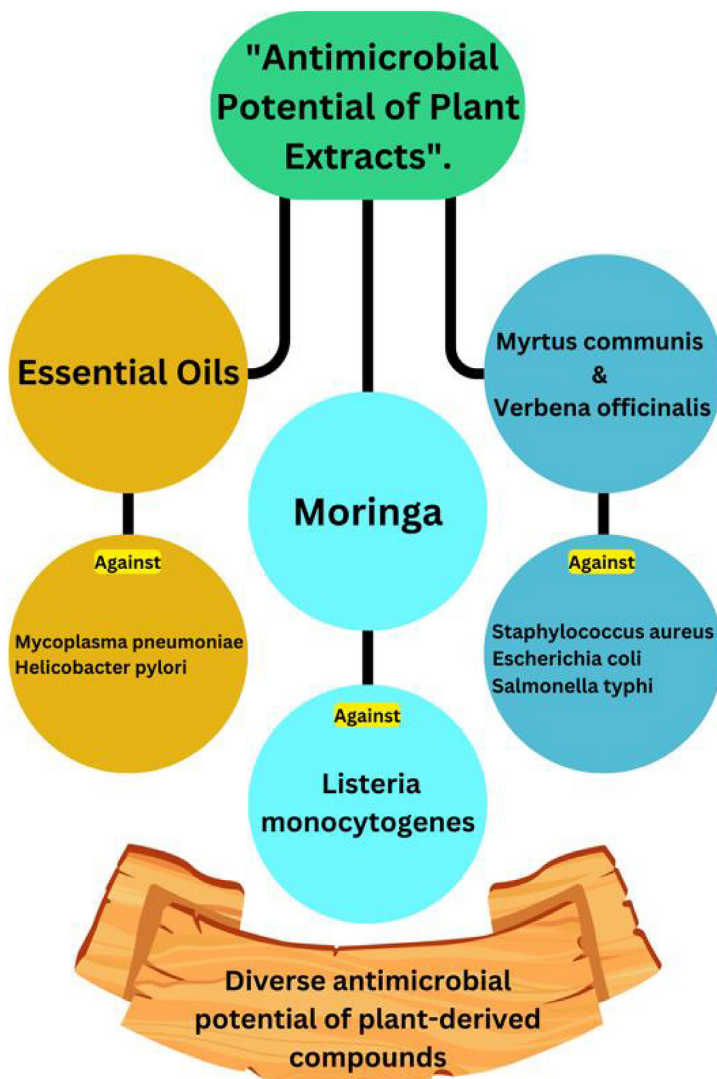 "Antimicrobial
Potential of Plant
Extracts".
Essential Oils
Myrtus communis
&
Verbena officinalis
Moringa
Against
Mycoplasma pneumoniae
Helicobacter pylori
Against
Staphylococcus aureus
Escherichia coli
Salmonella typhi
Against
Listeria
monocytogenes
Diverse antimicrobial
potential of plant-derived
compounds